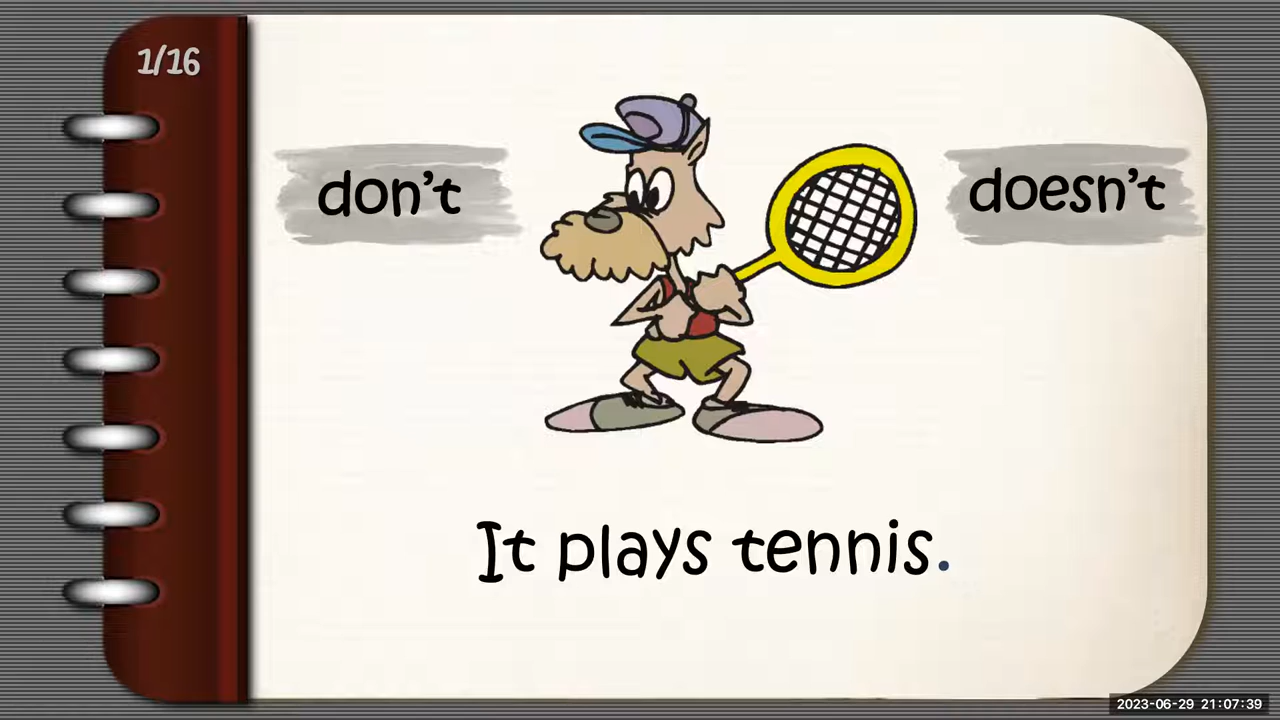 1/16
don't
doesn't
It plays tennis.
2023-06-29 21:07:39